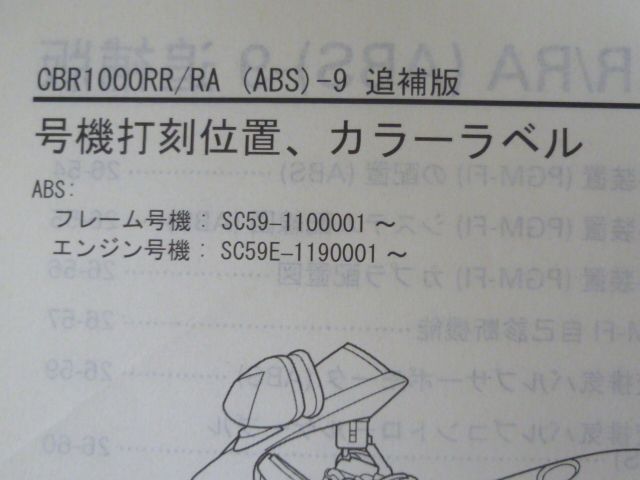 CBR1000RR/RA (ABS)-9 追補版
号機打刻位置、カラーラベル
ABS:
フレーム号機: SC59-1100001～
エンジン号機: SC59E-1190001～